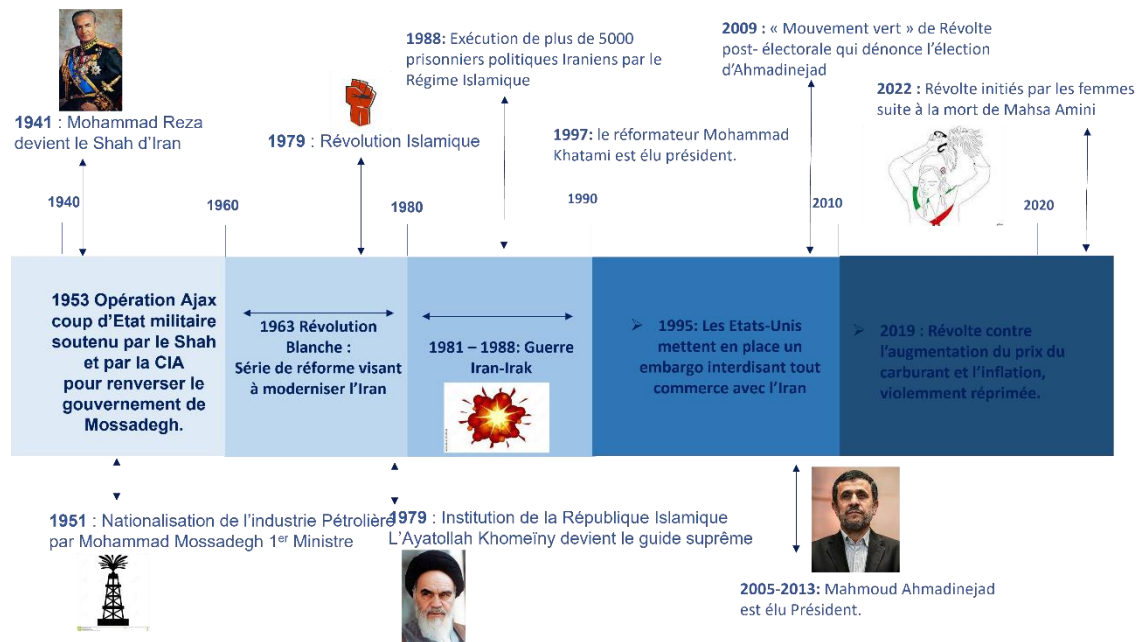 1941 : Mohammad Reza
devient le Shah d’Iran
1979 : Révolution Islamique
1988: Exécution de plus de 5000
prisonniers politiques Iraniens par le
Régime Islamique
1997: le réformateur Mohammad
Khatami est élu président.
2009 : « Mouvement vert » de Révolte
post- électorale qui dénonce l’élection
d’Ahmadinejad
2022 : Révolte initiés par les femmes
suite à la mort de Mahsa Amini
1940
1960
1980
1990
2010
2020
1953 Opération Ajax
coup d’Etat militaire
soutenu par le Shah
et par la CIA
pour renverser le
gouvernement de
Mossadegh.
1963 Révolution
Blanche :
Série de réforme visant
à moderniser l’Iran
1981 – 1988: Guerre
Iran-Irak
➢ 1995: Les Etats-Unis
mettent en place un
embargo interdisant tout
commerce avec l’Iran
➢ 2019 : Révolte contre
l’augmentation du prix du
carburant et l’inflation,
violemment réprimée.
1951 : Nationalisation de l’industrie Pétrolière
par Mohammad Mossadegh 1er Ministre
1979 : Institution de la République Islamique
L’Ayatollah Khomeïny devient le guide suprême
2005-2013: Mahmoud Ahmadinejad
est élu Président.